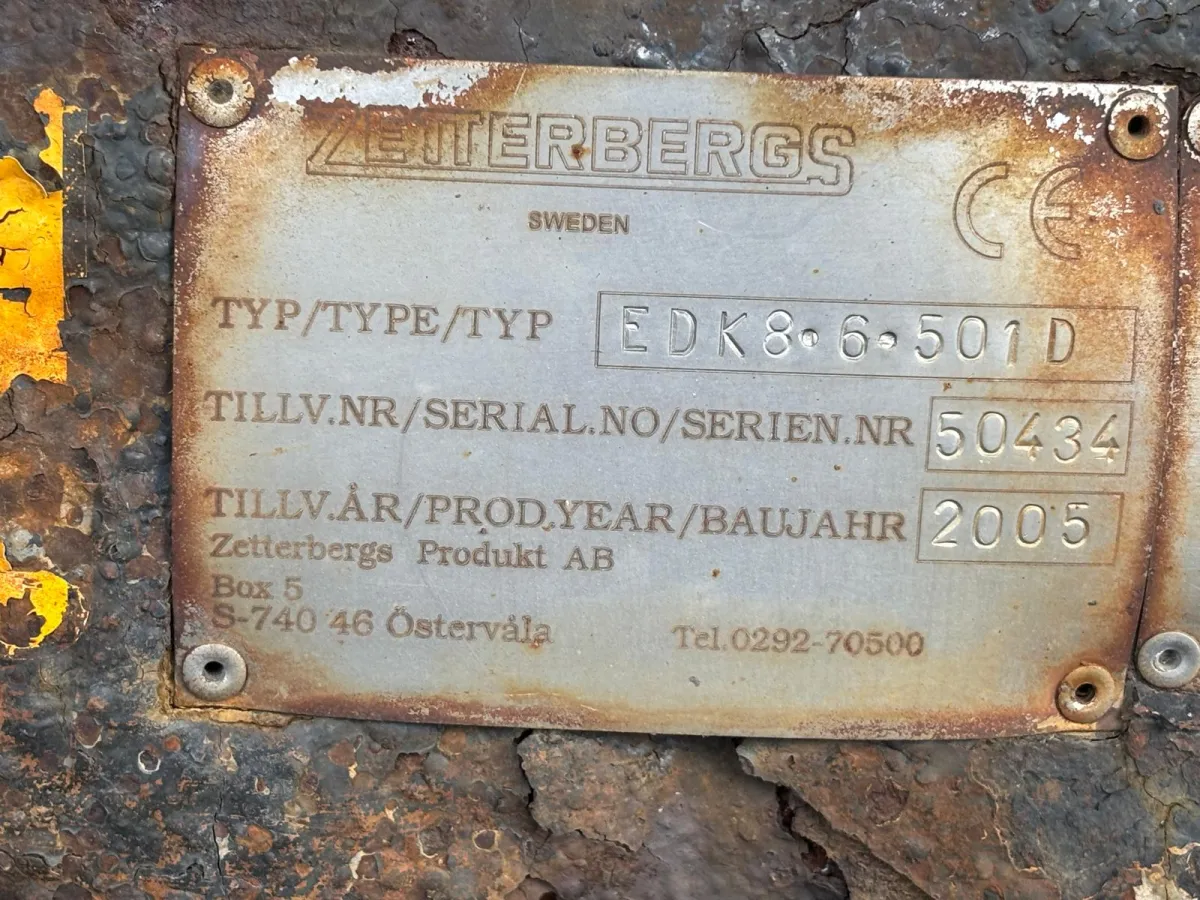 ZETTERBERGS
SWEDEN
CE
TYP/TYPE/TYP EDK8•6•501D
TILLV.NR/SERIAL.NO/SERIEN.NR 50434
TILLV.ÅR/PROD.YEAR/BAUJAHR 2005
Zetterbergs Produkt AB
Box 5
S-740 46 Östervåla Tel.0292-70500